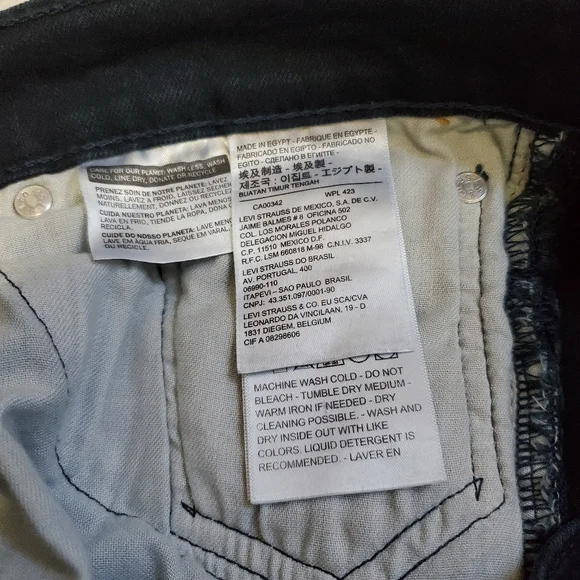 CARE FOR OUR PLANET: WASH LESS, WASH
COLD, LINE DRY, DONATE OR RECYCLE
PRENEZ SOIN DE NOTRE PLANETE: LAVEZ
MOINS, LAVEZ A FROID, LAISSEZ SECHER
NATURELLEMENT, DONNEZ OU RECYCLEZ
CUIDA NUESTRO PLANETA: LAVA MENOS,
LAVA EN FRIO, TIENDE LA ROPA, DONA
RECICLA.
CUIDE DO NOSSO PLANETA: LAVA MENOS,
LAVE EM ÁGUA FRIA, SEQUE EM VARAL,
OU RECICLE.
MADE IN EGYPT - FABRIQUE EN EGYPTE -
FABRICADO EN EGIPTO - FABRICADO NO
EGITO - СДЕЛАНО В ЕГИПТЕ -
埃及制造 - 埃及製 -
제조국 : 이집트 - エジプト製 -
BUATAN TIMUR TENGAH
CA00342 WPL 423
LEVI STRAUSS DE MEXICO, S.A. DE C.V.
JAIME BALMES # 8 OFICINA 502
COL. LOS MORALES POLANCO
DELEGACION MIGUEL HIDALGO
C.P. 11510 MEXICO D.F.
R.F.C. LSM 660818 M-98 C.N.I.V. 3337
LEVI STRAUSS DO BRASIL
AV. PORTUGAL, 400
06690-110
ITAPEVI – SAO PAULO BRASIL
CNPJ: 43.351.097/0001-90
LEVI STRAUSS & CO. EU SCA/CVA
LEONARDO DA VINCILAAN, 19 - D
1831 DIEGEM, BELGIUM
CIF A 08298606
MACHINE WASH COLD - DO NOT
BLEACH - TUMBLE DRY MEDIUM -
WARM IRON IF NEEDED - DRY
CLEANING POSSIBLE. - WASH AND
DRY INSIDE OUT WITH LIKE
COLORS. LIQUID DETERGENT IS
RECOMMENDED. - LAVER EN